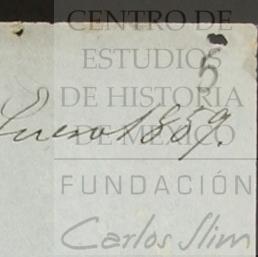 CENTRO DE
ESTUDIOS
5
DE HISTORIA
Enero 1859.
DE MÉXICO
FUNDACIÓN
Carlos Slim